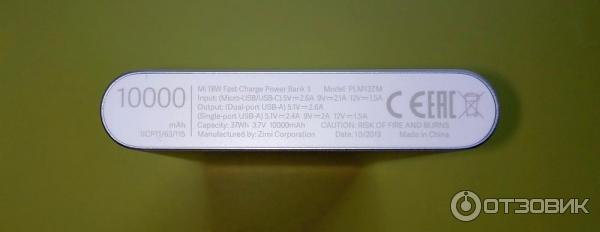 10000
mAh
IICP11/63/115
Mi 18W Fast Charge Power Bank 3 Model: PLM13ZM
Input: (Micro-USB/USB-C) 5V⎓2.6A 9V⎓2.1A 12V⎓1.5A
Output: (Dual-port USB-A) 5.1V⎓2.6A
(Single-port USB-A) 5.1V⎓2.4A 9V⎓2A 12V⎓1.5A
Capacity: 37Wh 3.7V 10000mAh CAUTION: RISK OF FIRE AND BURNS
Manufactured by: Zimi Corporation Date: 10/2019 Made in China
CE EAC
ОТЗОВИК